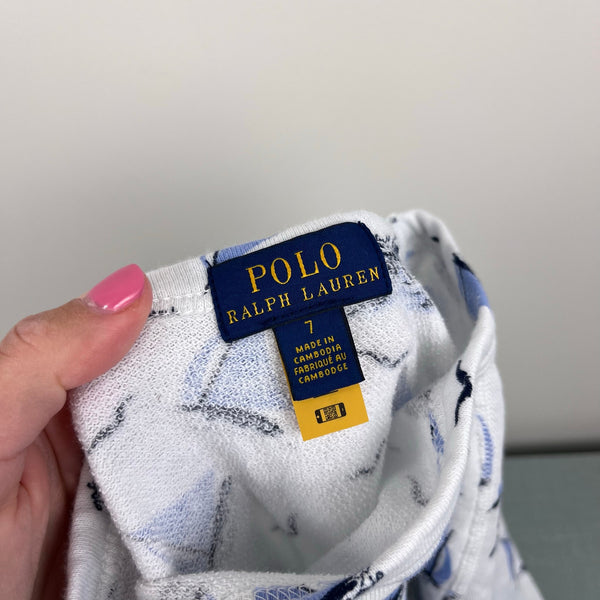 POLO
RALPH LAUREN
7
MADE IN
CAMBODIA
FABRIQUÉ AU
CAMBODGE